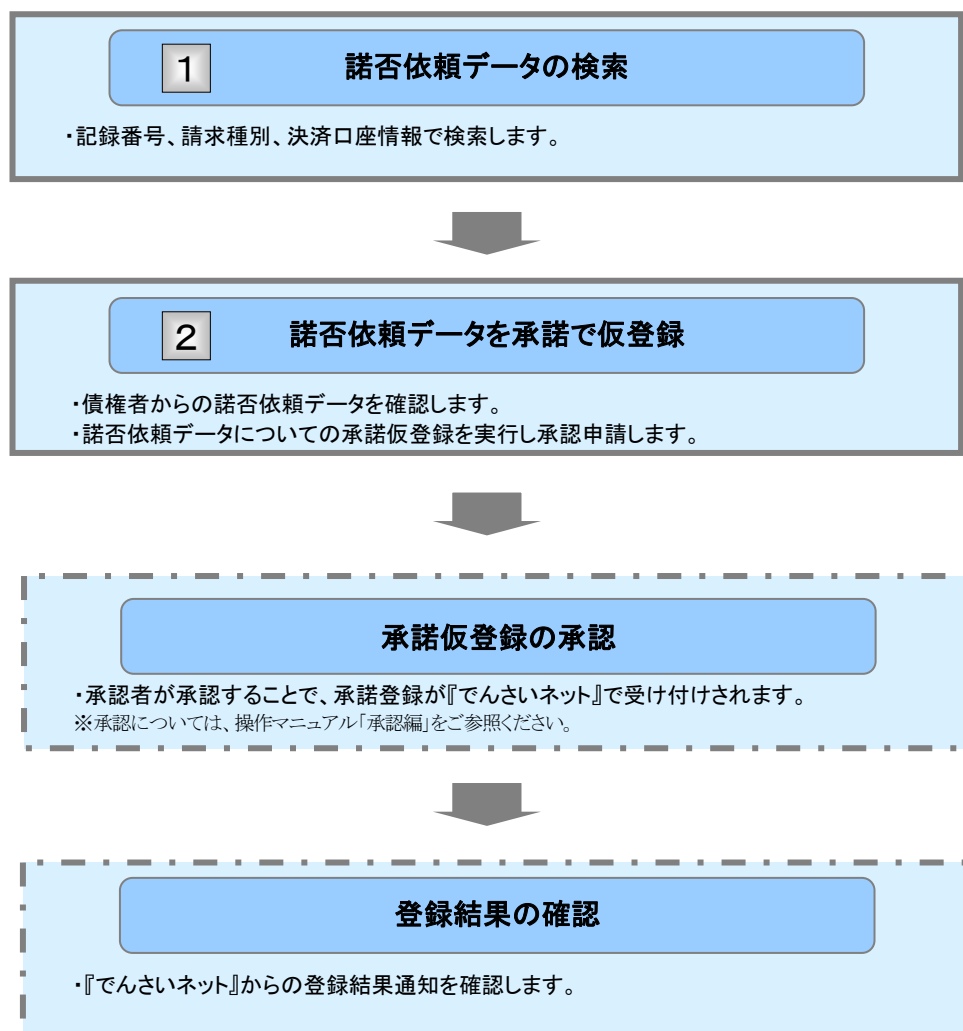 1 諾否依頼データの検索
・記録番号、請求種別、決済口座情報で検索します。
2 諾否依頼データを承諾で仮登録
・債権者からの諾否依頼データを確認します。
・諾否依頼データについての承諾仮登録を実行し承認申請します。
承諾仮登録の承認
・承認者が承認することで、承諾登録が『でんさいネット』で受け付けされます。
※承認については、操作マニュアル「承認編」をご参照ください。
登録結果の確認
・『でんさいネット』からの登録結果通知を確認します。